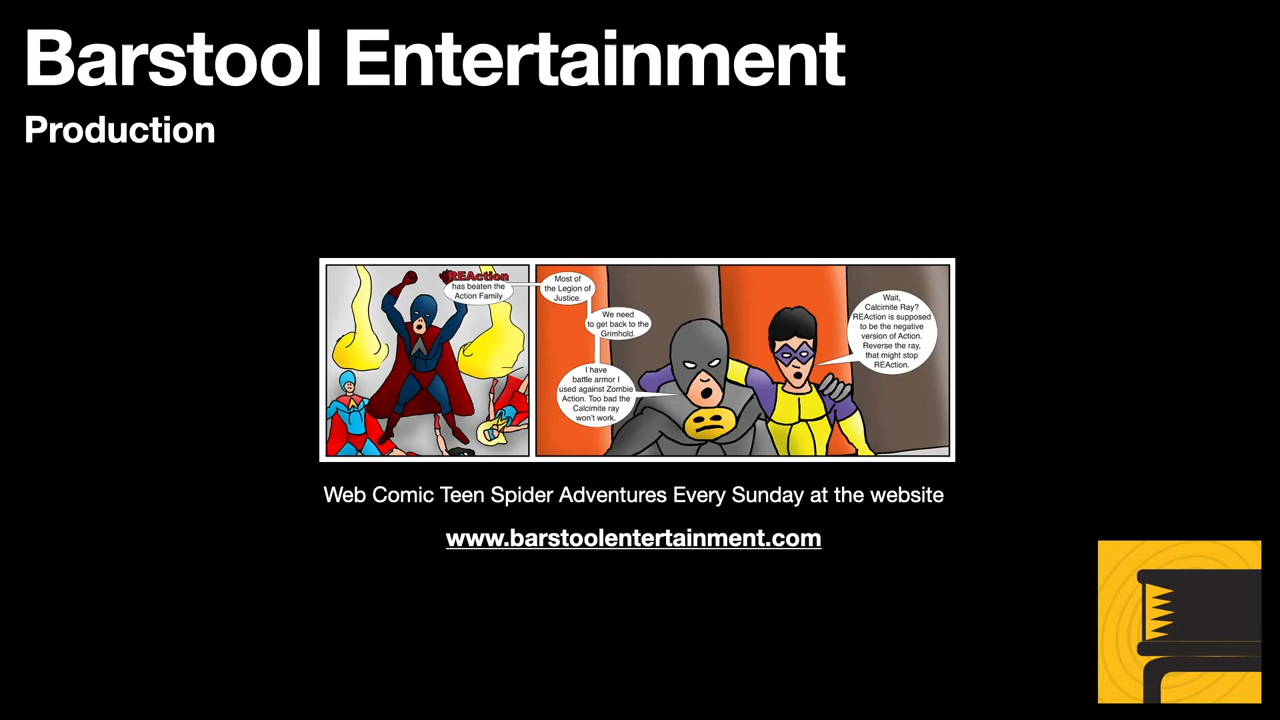 Barstool Entertainment
Production
REAction
has beaten the
Action Family
Most of
the Legion of
Justice.
We need
to get back to the
Grimhold.
I have
battle armor I
used against Zombie
Action. Too bad the
Calcimite ray
won't work.
Wait,
Calcimite Ray?
REAction is supposed
to be the negative
version of Action.
Reverse the ray,
that might stop
REAction.
Web Comic Teen Spider Adventures Every Sunday at the website
www.barstoolentertainment.com